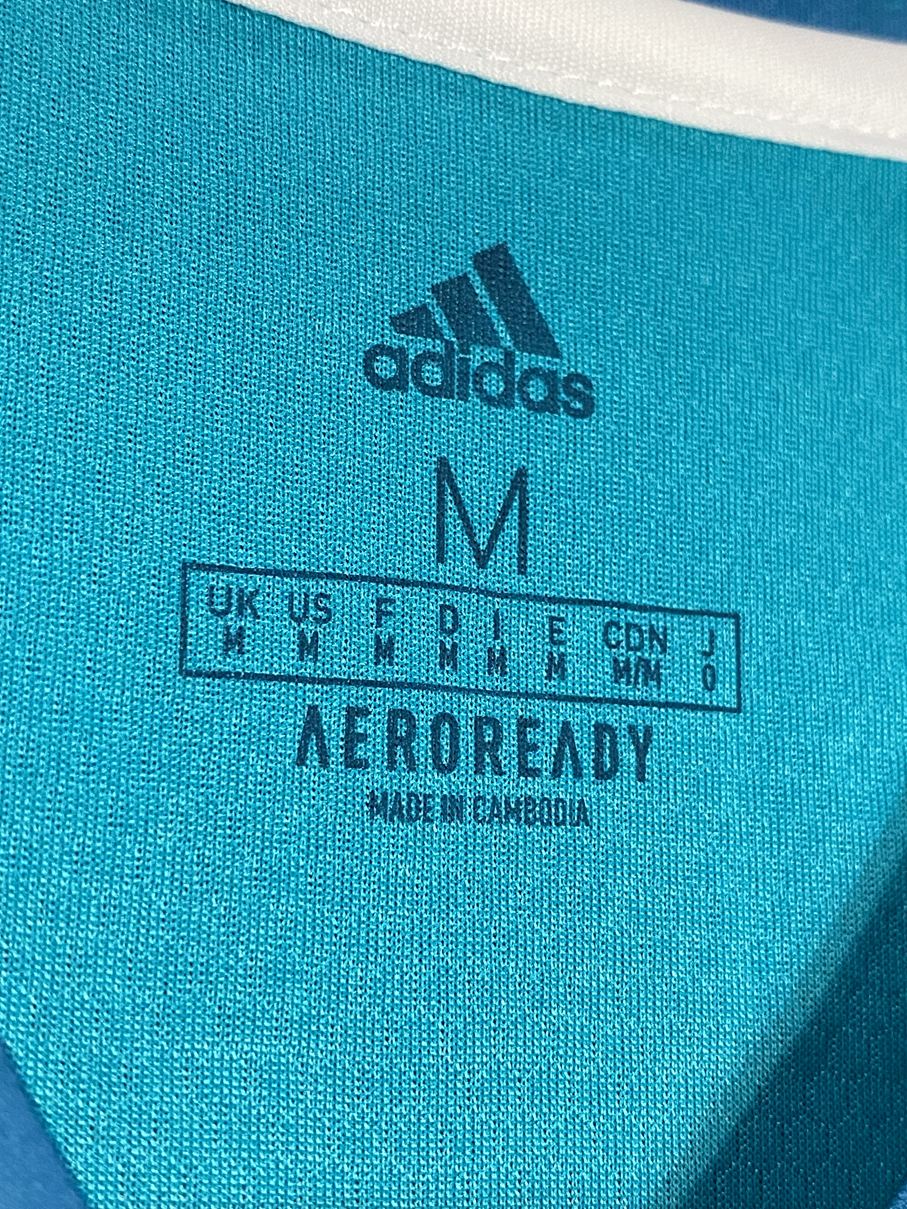 adidas
M
UK US F D I E CDN J
M M M M M M M/M O
AEROREADY
MADE IN CAMBODIA